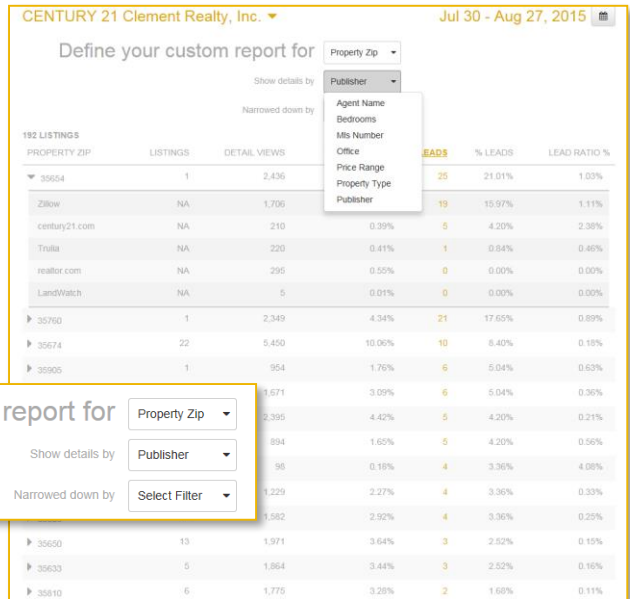 CENTURY 21 Clement Realty, Inc. Jul 30 - Aug 27, 2015
Define your custom report for Property Zip
Show details by Publisher
Narrowed down by
Agent Name
Bedrooms
Mls Number
Office
Price Range
Property Type
Publisher
192 LISTINGS
PROPERTY ZIP LISTINGS DETAIL VIEWS LEADS % LEADS LEAD RATIO %
35654 1 2,436 25 21.01% 1.03%
Zillow NA 1,706 19 15.97% 1.11%
century21.com NA 210 0.39% 5 4.20% 2.38%
Trulia NA 220 0.41% 1 0.84% 0.46%
realtor.com NA 295 0.55% 0 0.00% 0.00%
LandWatch NA 5 0.01% 0 0.00% 0.00%
35760 1 2,349 4.34% 21 17.65% 0.89%
35674 22 5,450 10.06% 10 8.40% 0.18%
35905 1 954 1.76% 6 5.04% 0.63%
1,671 3.09% 6 5.04% 0.36%
2,395 4.42% 5 4.20% 0.21%
894 1.65% 5 4.20% 0.56%
98 0.18% 4 3.36% 4.08%
1,229 2.27% 4 3.36% 0.33%
1,582 2.92% 4 3.36% 0.25%
35650 13 1,971 3.64% 3 2.52% 0.15%
35633 5 1,864 3.44% 3 2.52% 0.16%
35810 6 1,775 3.28% 2 1.68% 0.11%
report for Property Zip
Show details by Publisher
Narrowed down by Select Filter